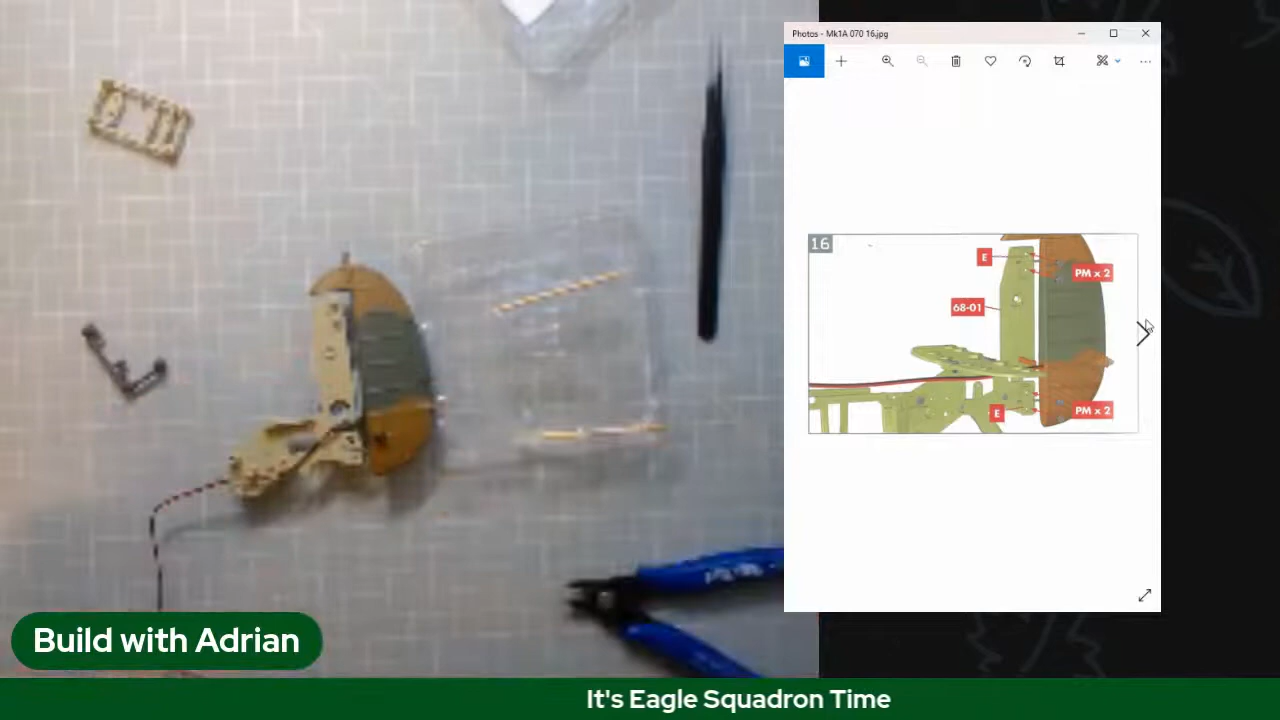 Photos - Mk1A 070 16.jpg
16
E
PM x 2
68-01
E
PM x 2
Build with Adrian
It's Eagle Squadron Time